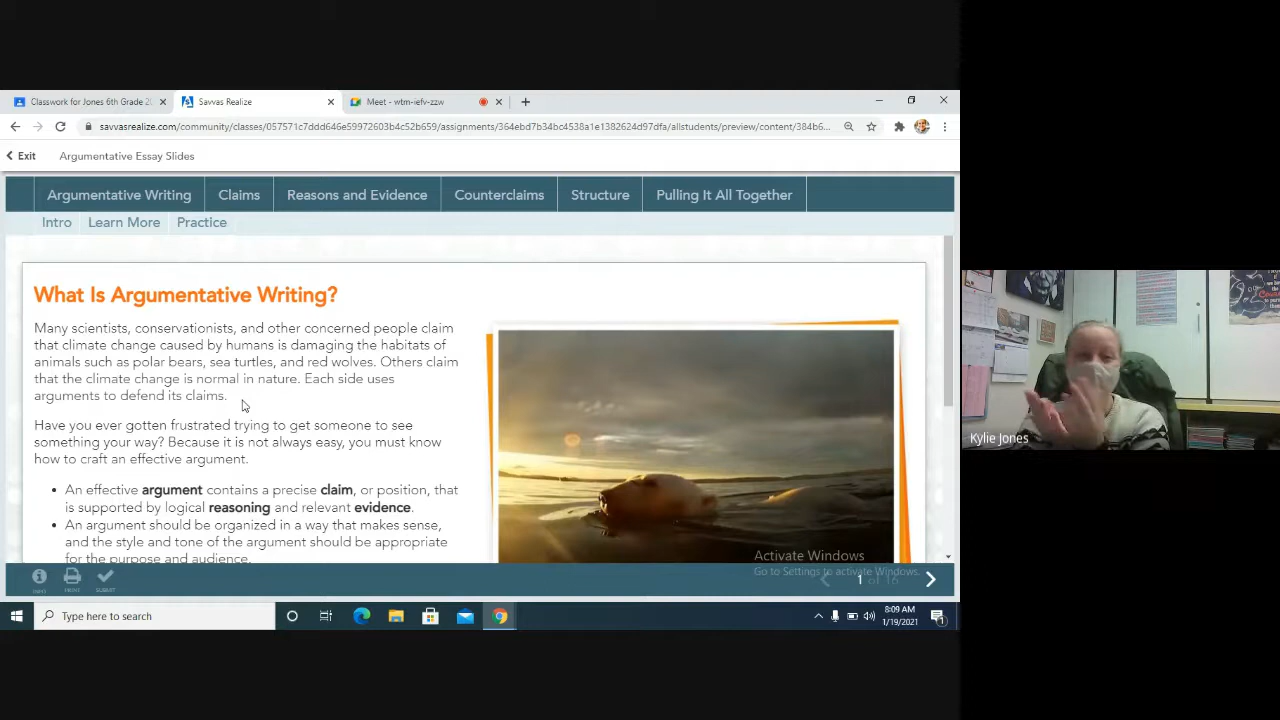 Classwork for Jones 6th Grade 2
Savvas Realize
Meet - wtm-iefv-zzw
savvasrealize.com/community/classes/057571c7ddd646e59972603b4c52b659/assignments/364ebd7b34bc4538a1e1382624d97dfa/allstudents/preview/content/384b6...
Exit
Argumentative Essay Slides
Argumentative Writing
Claims
Reasons and Evidence
Counterclaims
Structure
Pulling It All Together
Intro
Learn More
Practice
What Is Argumentative Writing?
Many scientists, conservationists, and other concerned people claim
that climate change caused by humans is damaging the habitats of
animals such as polar bears, sea turtles, and red wolves. Others claim
that the climate change is normal in nature. Each side uses
arguments to defend its claims.
Have you ever gotten frustrated trying to get someone to see
something your way? Because it is not always easy, you must know
how to craft an effective argument.
• An effective argument contains a precise claim, or position, that
is supported by logical reasoning and relevant evidence.
• An argument should be organized in a way that makes sense,
and the style and tone of the argument should be appropriate
for the purpose and audience.
Activate Windows
Go to Settings to activate Windows.
PRINT
SUBMIT
1 of 16
Type here to search
8:09 AM
1/19/2021
Kylie Jones